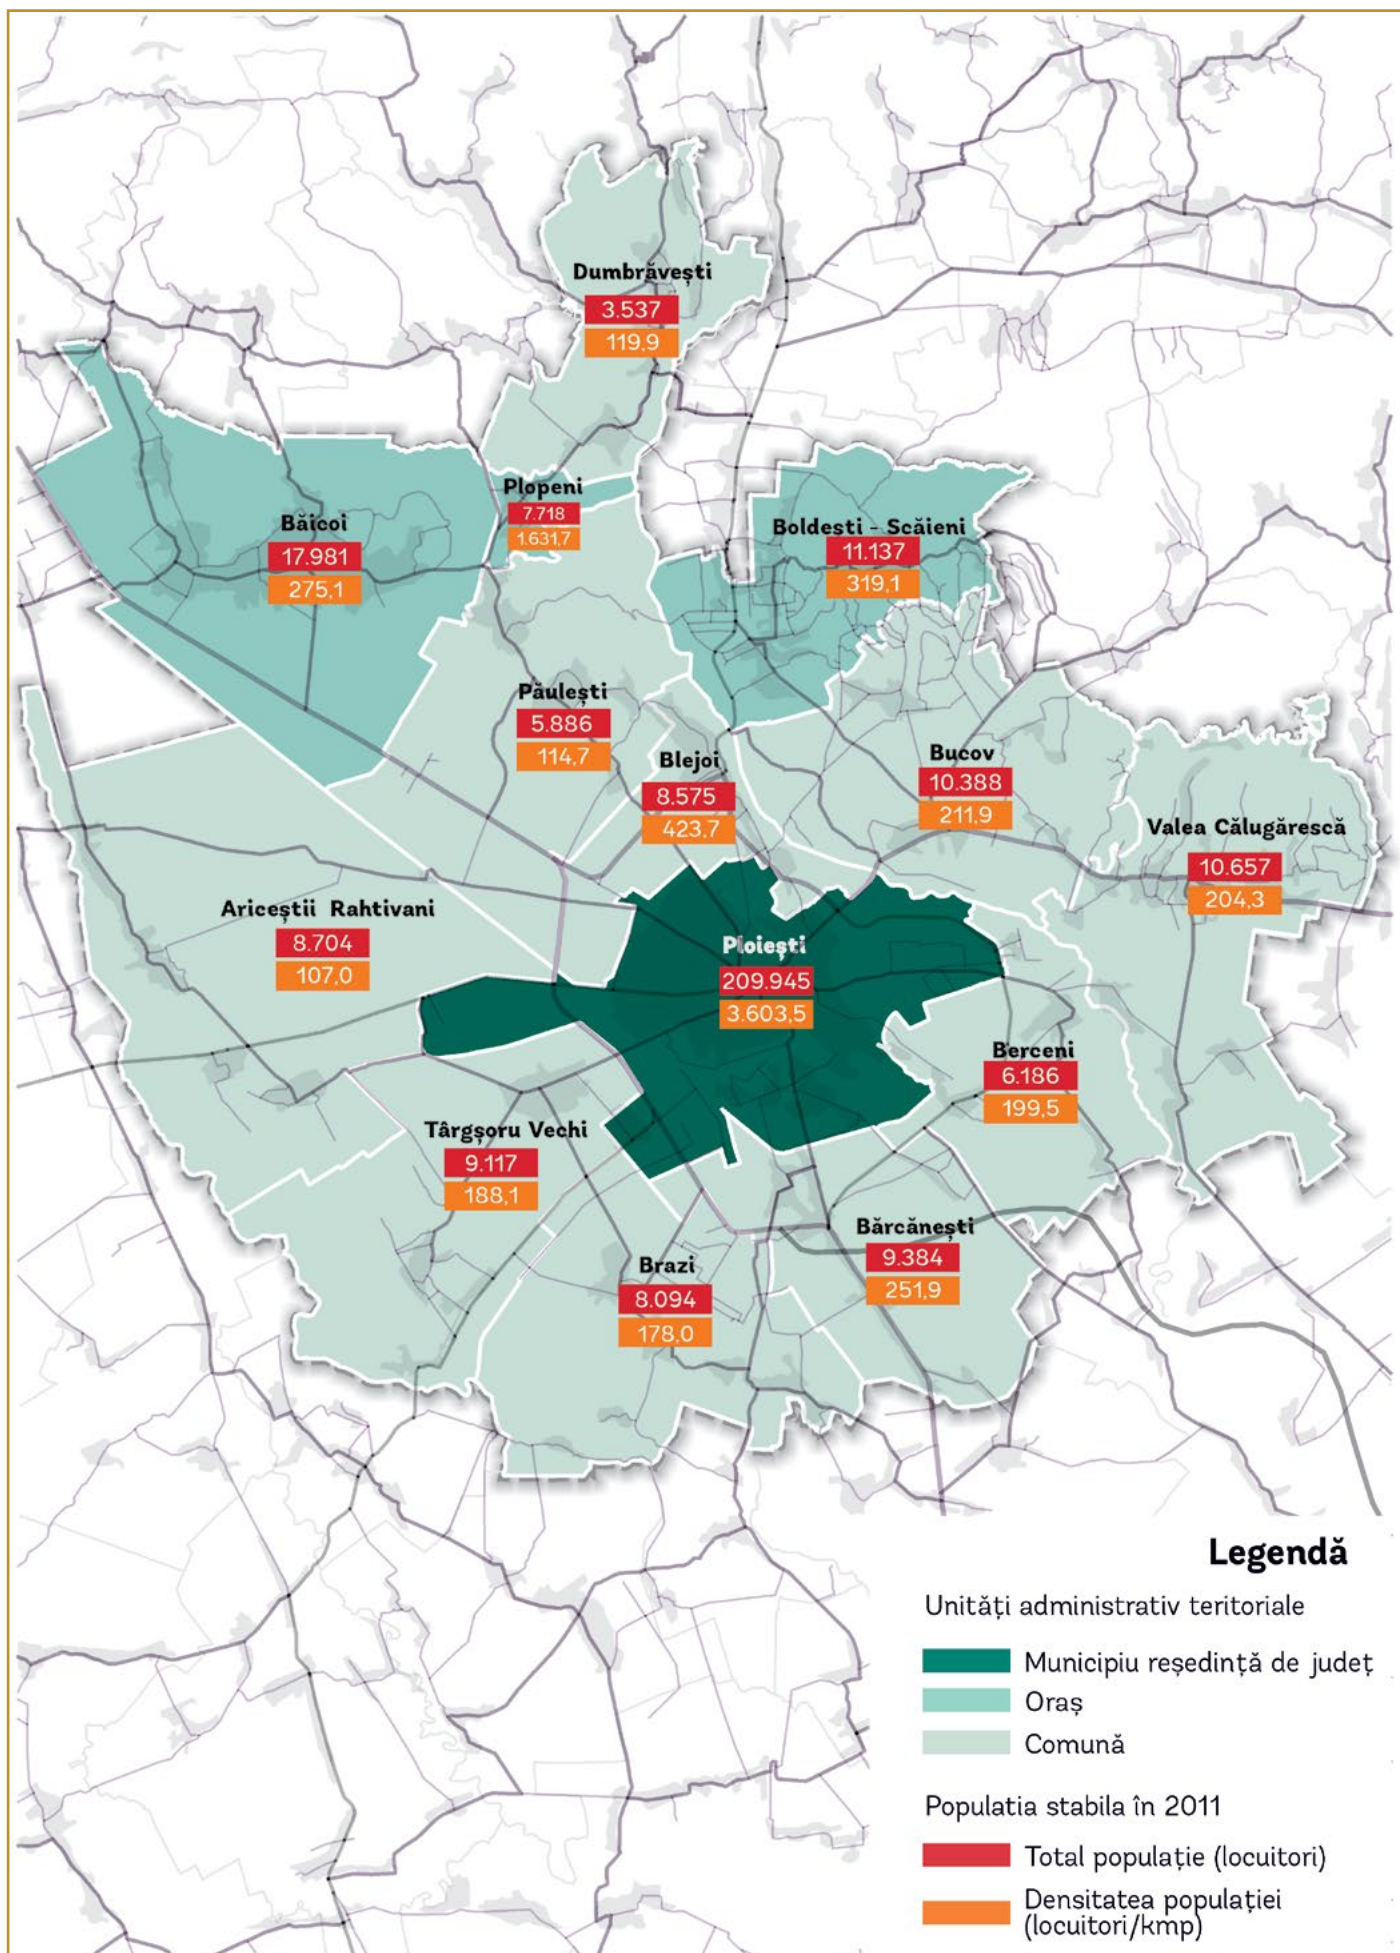 Dumbrăvești
3.537
119,9
Plopeni
7.718
1.631,7
Băicoi
17.981
275,1
Boldesti - Scăieni
11.137
319,1
Păulești
5.886
114,7
Blejoi
8.575
423,7
Bucov
10.388
211,9
Valea Călugărescă
10.657
204,3
Ariceștii Rahtivani
8.704
107,0
Ploiești
209.945
3.603,5
Berceni
6.186
199,5
Târgșoru Vechi
9.117
188,1
Bărcănești
9.384
251,9
Brazi
8.094
178,0
Legendă
Unități administrativ teritoriale
Municipiu reședință de județ
Oraș
Comună
Populatia stabila în 2011
Total populație (locuitori)
Densitatea populației
(locuitori/kmp)